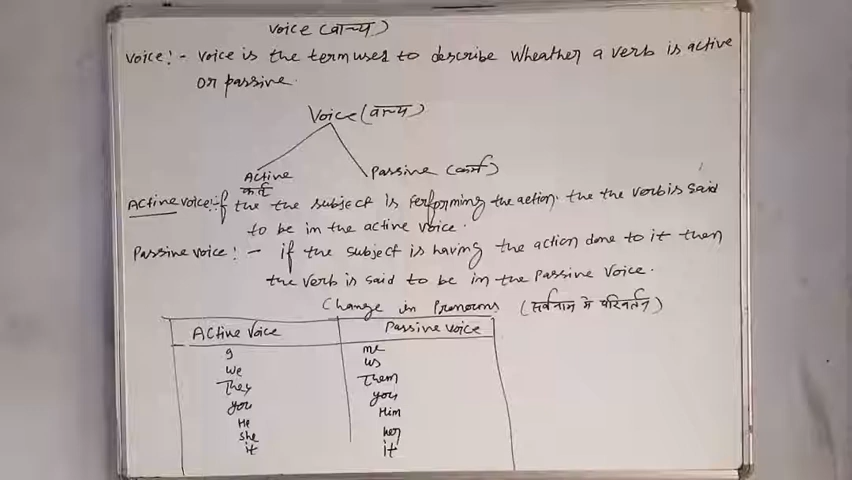 Voice (वाच्य)
Voice:- Voice is the term used to describe wheather a verb is active
or passive.
Voice (वाच्य)
Active Passive (कर्म)
कर्ता
Active voice:- if the the subject is performing the action. the the verb is said
to be in the active voice.
Passive voice:- if the subject is having the action done to it then
the verb is said to be in the Passive voice.
Change in Pronouns (सर्वनाम में परिवर्तन)
Active Voice Passive voice
I me
we us
They Them
you you
He Him
she her
it it